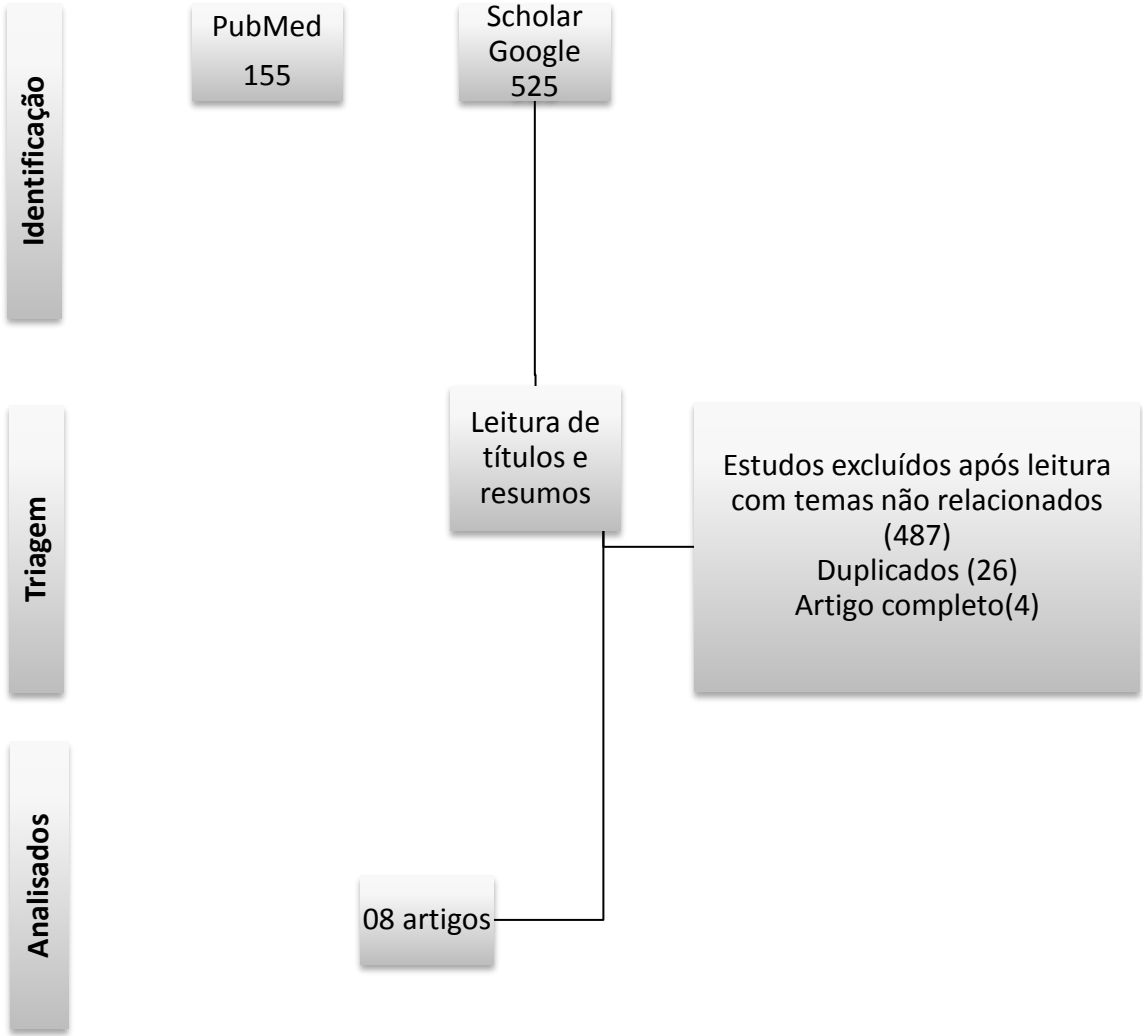 Identificação
PubMed
155
Scholar
Google
525
Triagem
Leitura de
títulos e
resumos
Estudos excluídos após leitura
com temas não relacionados
(487)
Duplicados (26)
Artigo completo(4)
Analisados
08 artigos